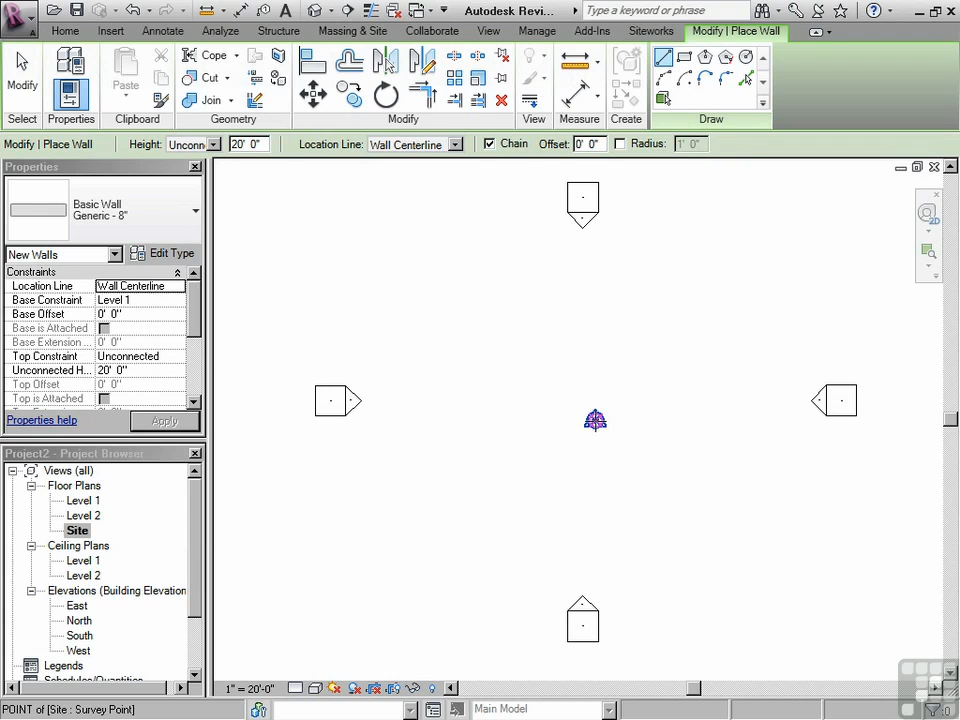 Autodesk Revi...
Type a keyword or phrase
Home Insert Annotate Analyze Structure Massing & Site Collaborate View Manage Add-Ins Siteworks Modify | Place Wall
Modify
Paste
Cope
Cut
Join
Select Properties Clipboard Geometry Modify View Measure Create Draw
Modify | Place Wall Height: Unconn 20' 0" Location Line: Wall Centerline Chain Offset: 0' 0" Radius: 1' 0"
Properties
Basic Wall
Generic - 8"
New Walls Edit Type
Constraints
Location Line Wall Centerline
Base Constraint Level 1
Base Offset 0' 0"
Base is Attached
Base Extension ... 0' 0"
Top Constraint Unconnected
Unconnected H... 20' 0"
Top Offset 0' 0"
Top is Attached
Properties help Apply
Project2 - Project Browser
Views (all)
Floor Plans
Level 1
Level 2
Site
Ceiling Plans
Level 1
Level 2
Elevations (Building Elevation
East
North
South
West
Legends
Schedules/Quantities
2D
1" = 20'-0"
POINT of [Site : Survey Point] Main Model :0